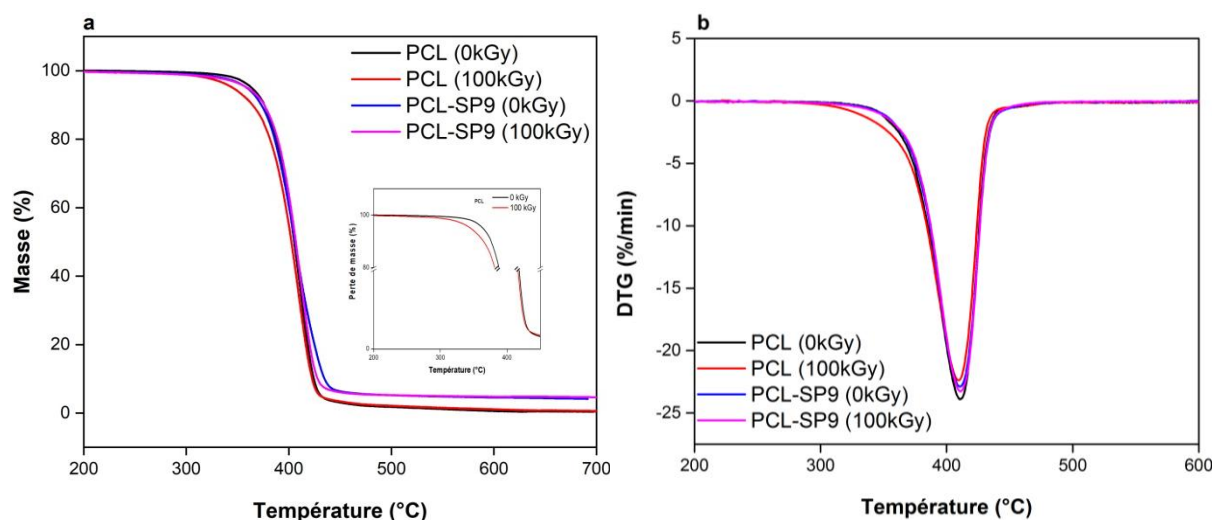 a
PCL (0kGy)
PCL (100kGy)
PCL-SP9 (0kGy)
PCL-SP9 (100kGy)
Masse (%)
100
80
60
40
20
0
200
300
400
500
600
700
Température (°C)
PCL
0 kGy
100 kGy
Perte de masse (%)
100
80
0
200
300
400
Température (°C)
b
DTG (%/min)
5
0
-5
-10
-15
-20
-25
PCL (0kGy)
PCL (100kGy)
PCL-SP9 (0kGy)
PCL-SP9 (100kGy)
200
300
400
500
600
Température (°C)